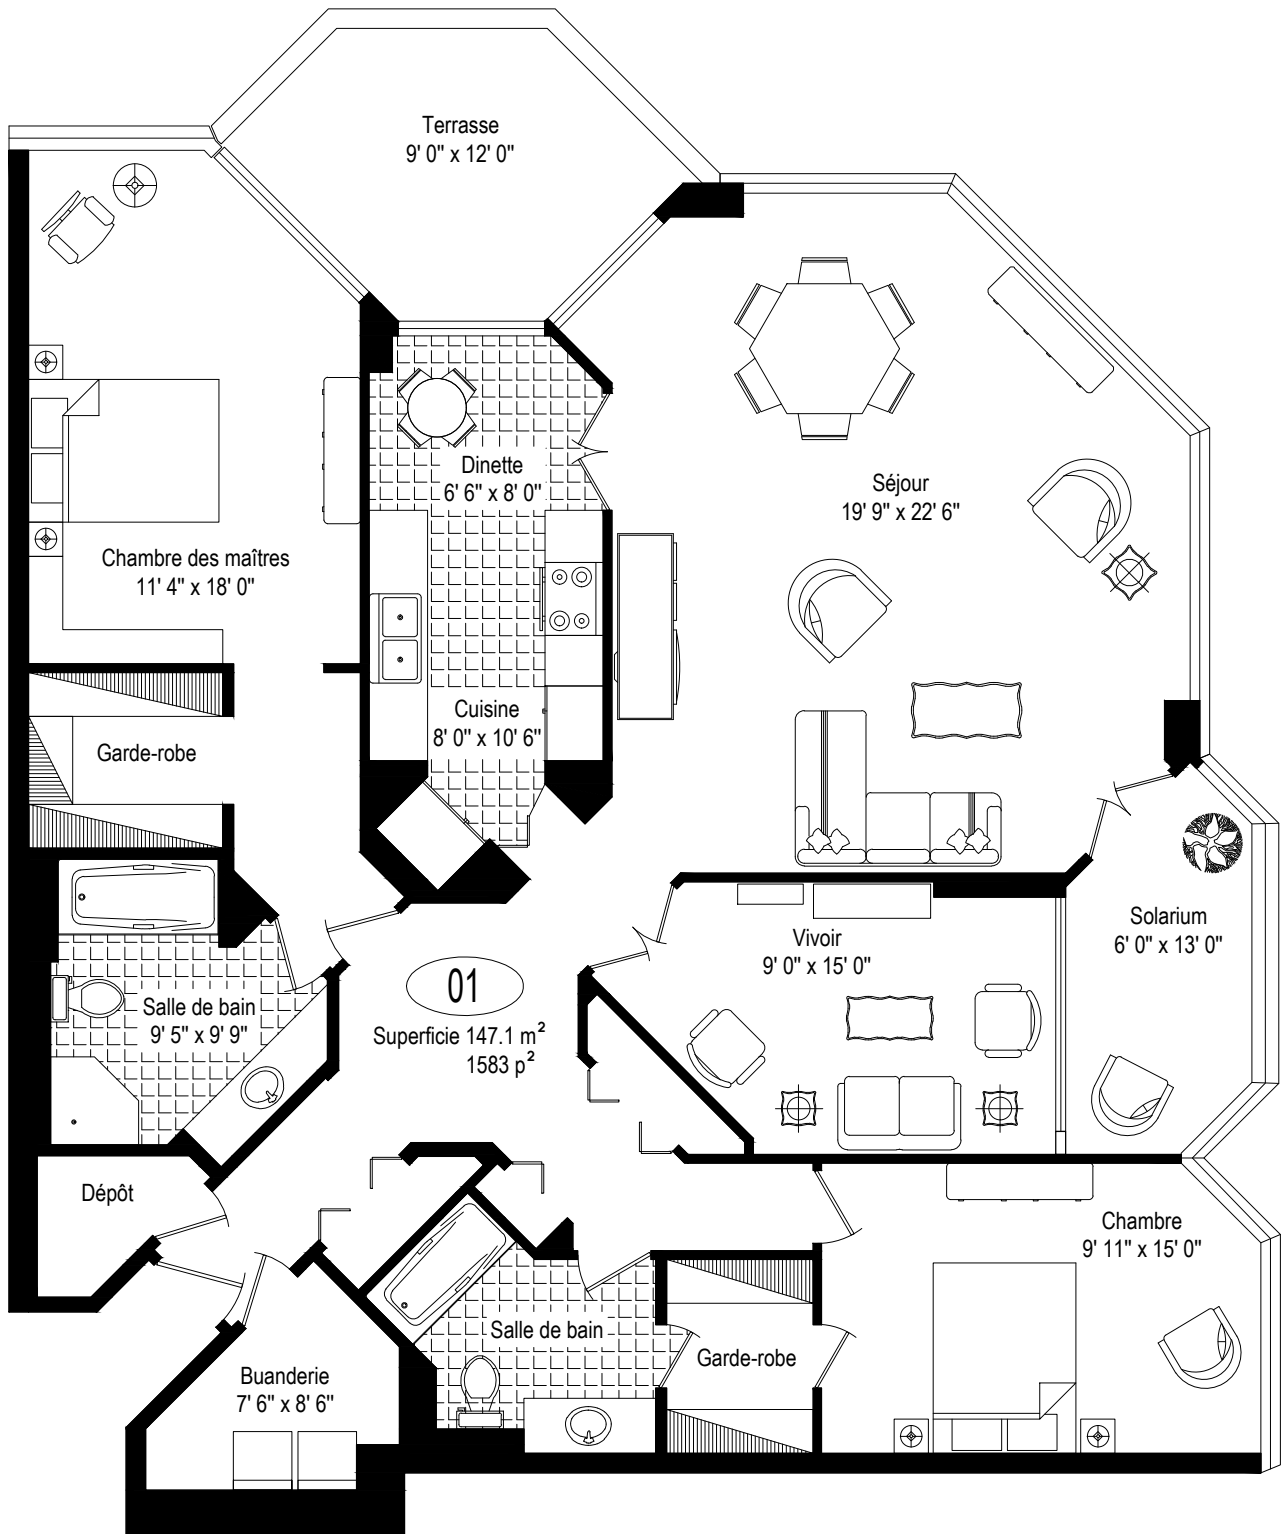 Terrasse
9' 0" x 12' 0"
Dinette
6' 6" x 8' 0"
Séjour
19' 9" x 22' 6"
Chambre des maîtres
11' 4" x 18' 0"
Cuisine
8' 0" x 10' 6"
Garde-robe
Solarium
6' 0" x 13' 0"
Vivoir
9' 0" x 15' 0"
01
Superficie 147.1 m²
1583 p²
Salle de bain
9' 5" x 9' 9"
Dépôt
Chambre
9' 11" x 15' 0"
Salle de bain
Garde-robe
Buanderie
7' 6" x 8' 6"